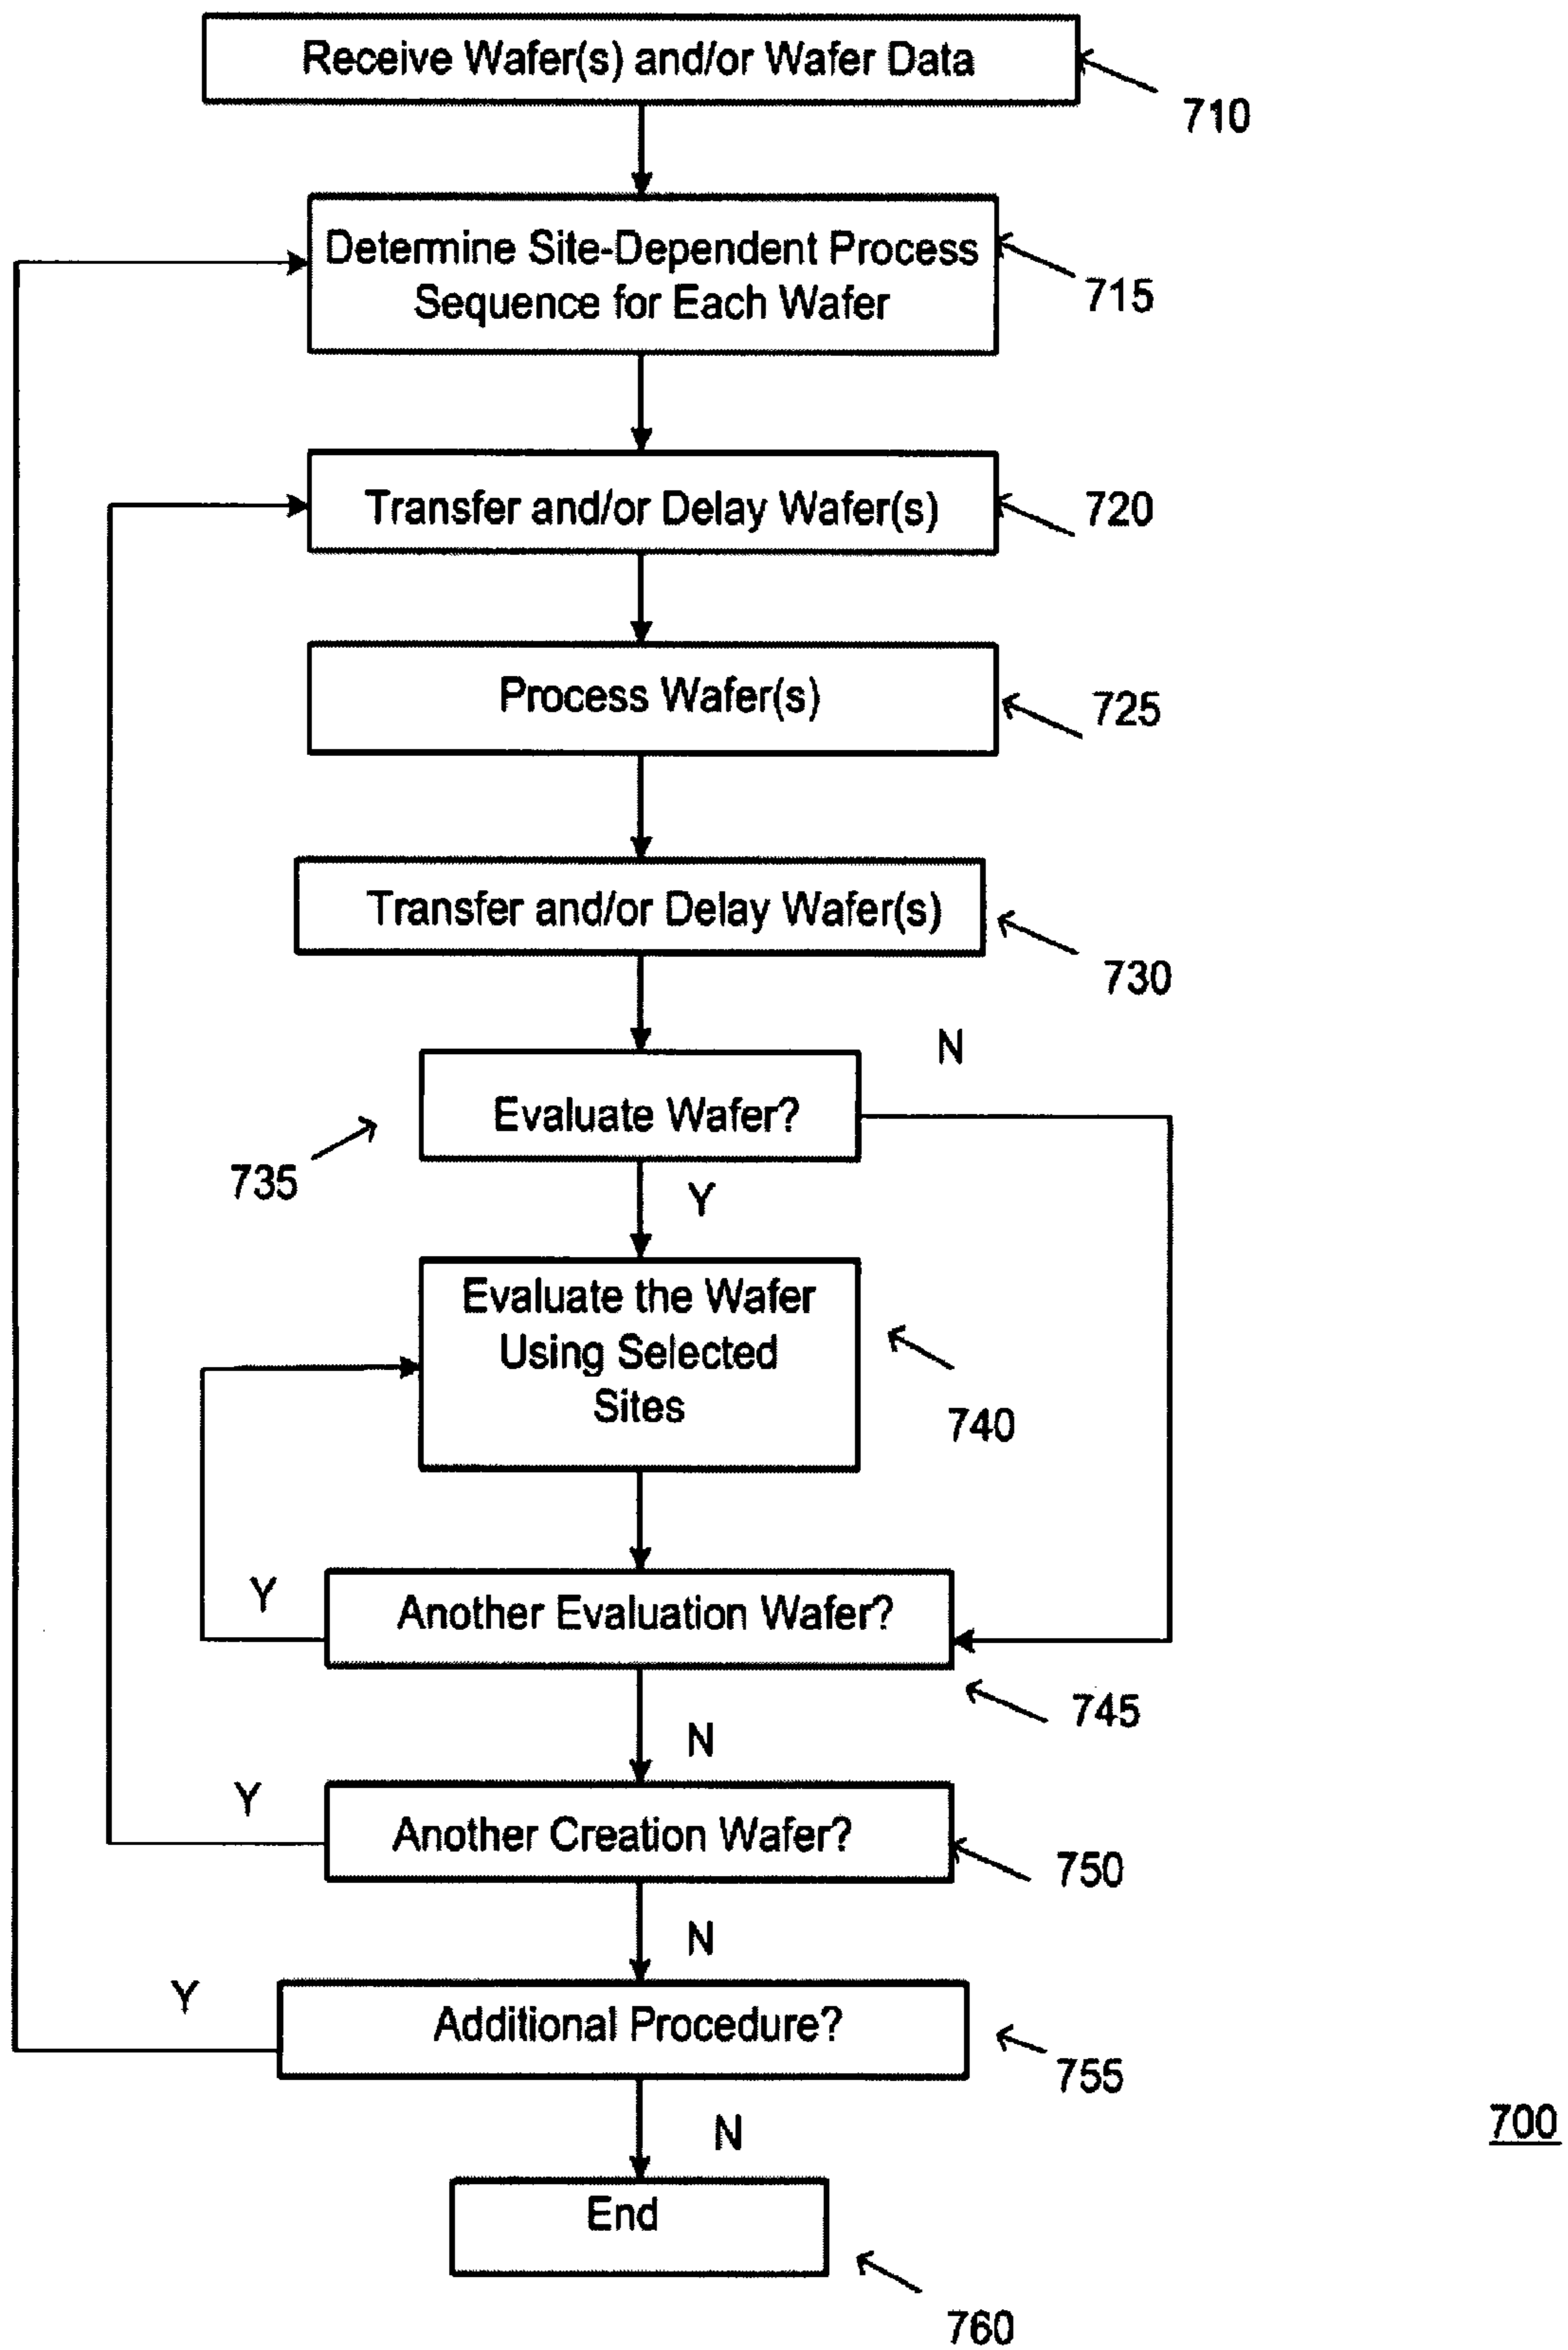 Receive Wafer(s) and/or Wafer Data
710
Determine Site-Dependent Process
Sequence for Each Wafer
715
Transfer and/or Delay Wafer(s)
720
Process Wafer(s)
725
Transfer and/or Delay Wafer(s)
730
N
Evaluate Wafer?
735
Y
Evaluate the Wafer
Using Selected
Sites
740
Y
Another Evaluation Wafer?
745
N
Y
Another Creation Wafer?
750
N
Y
Additional Procedure?
755
N
700
End
760